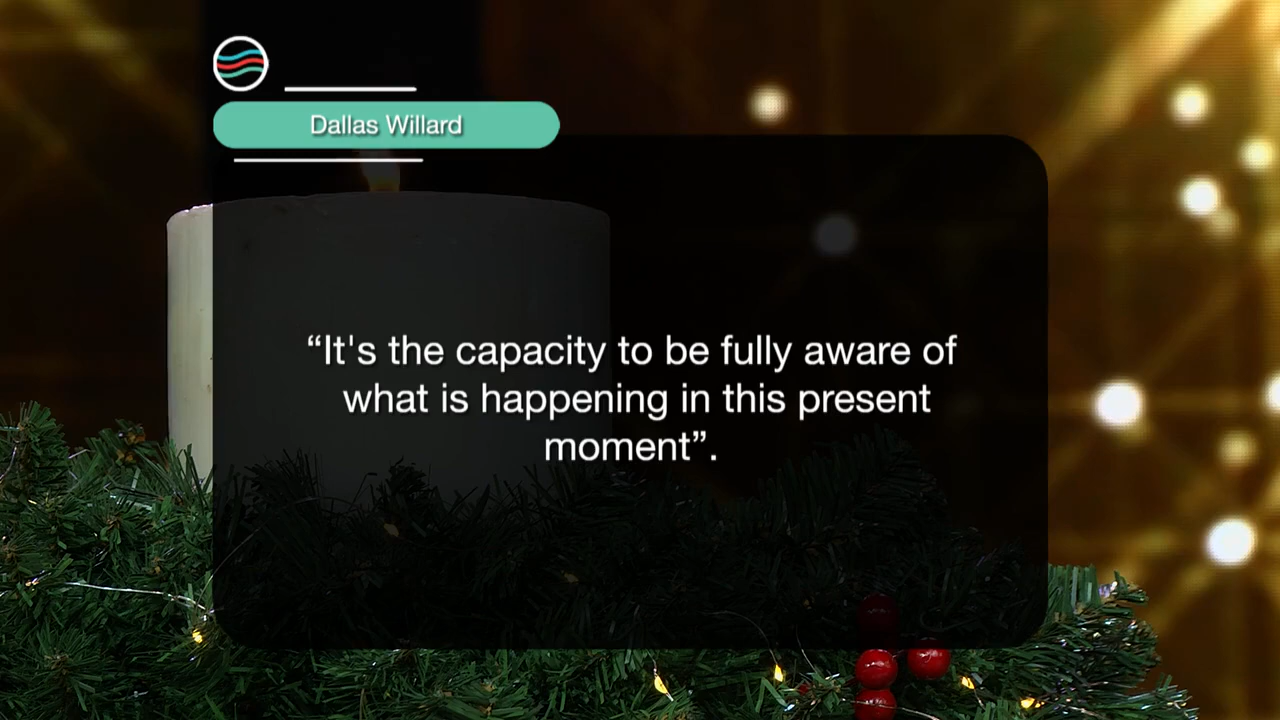 Dallas Willard
“It's the capacity to be fully aware of
what is happening in this present
moment”.